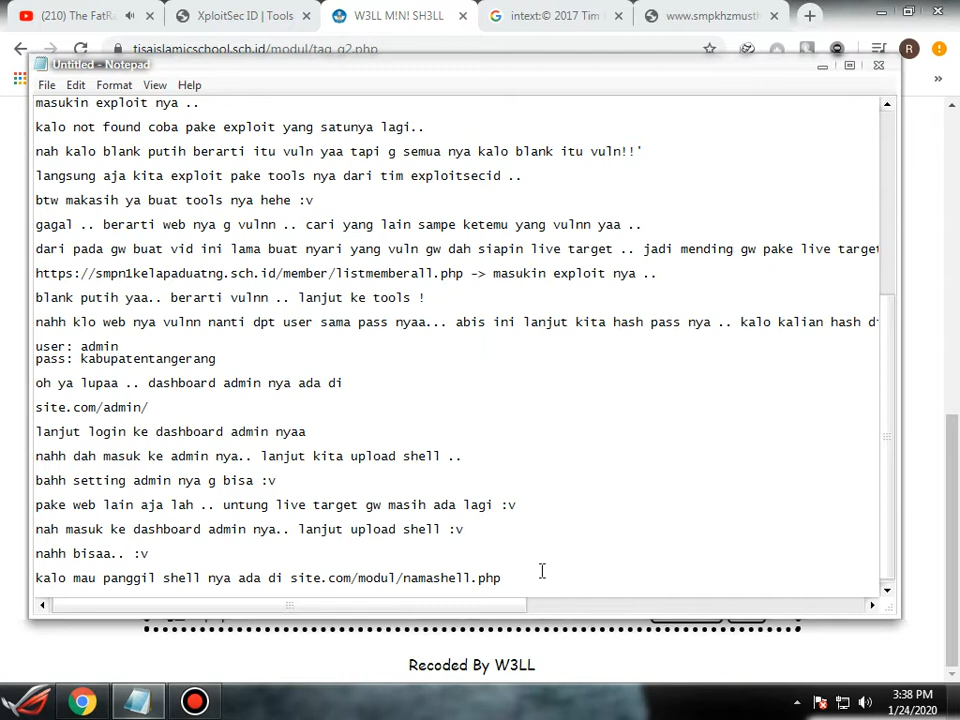 (210) The FatRa
XploitSec ID | Tools
W3LL M!N! SH3LL
intext:© 2017 Tim I
www.smpkhzmusth
tisaislamicschool.sch.id/modul/tag_g2.php
R
Untitled - Notepad
File Edit Format View Help
masukin exploit nya ..
kalo not found coba pake exploit yang satunya lagi..
nah kalo blank putih berarti itu vuln yaa tapi g semua nya kalo blank itu vuln!!'
langsung aja kita exploit pake tools nya dari tim exploitsecid ..
btw makasih ya buat tools nya hehe :v
gagal .. berarti web nya g vulnn .. cari yang lain sampe ketemu yang vulnn yaa ..
dari pada gw buat vid ini lama buat nyari yang vuln gw dah siapin live target .. jadi mending gw pake live target
https://smpn1kelapaduatng.sch.id/member/listmemberall.php -> masukin exploit nya ..
blank putih yaa.. berarti vulnn .. lanjut ke tools !
nahh klo web nya vulnn nanti dpt user sama pass nyaa... abis ini lanjut kita hash pass nya .. kalo kalian hash d
user: admin
pass: kabupatentangerang
oh ya lupaa .. dashboard admin nya ada di
site.com/admin/
lanjut login ke dashboard admin nyaa
nahh dah masuk ke admin nya.. lanjut kita upload shell ..
bahh setting admin nya g bisa :v
pake web lain aja lah .. untung live target gw masih ada lagi :v
nah masuk ke dashboard admin nya.. lanjut upload shell :v
nahh bisaa.. :v
kalo mau panggil shell nya ada di site.com/modul/namashell.php
Recoded By W3LL
3:38 PM
1/24/2020